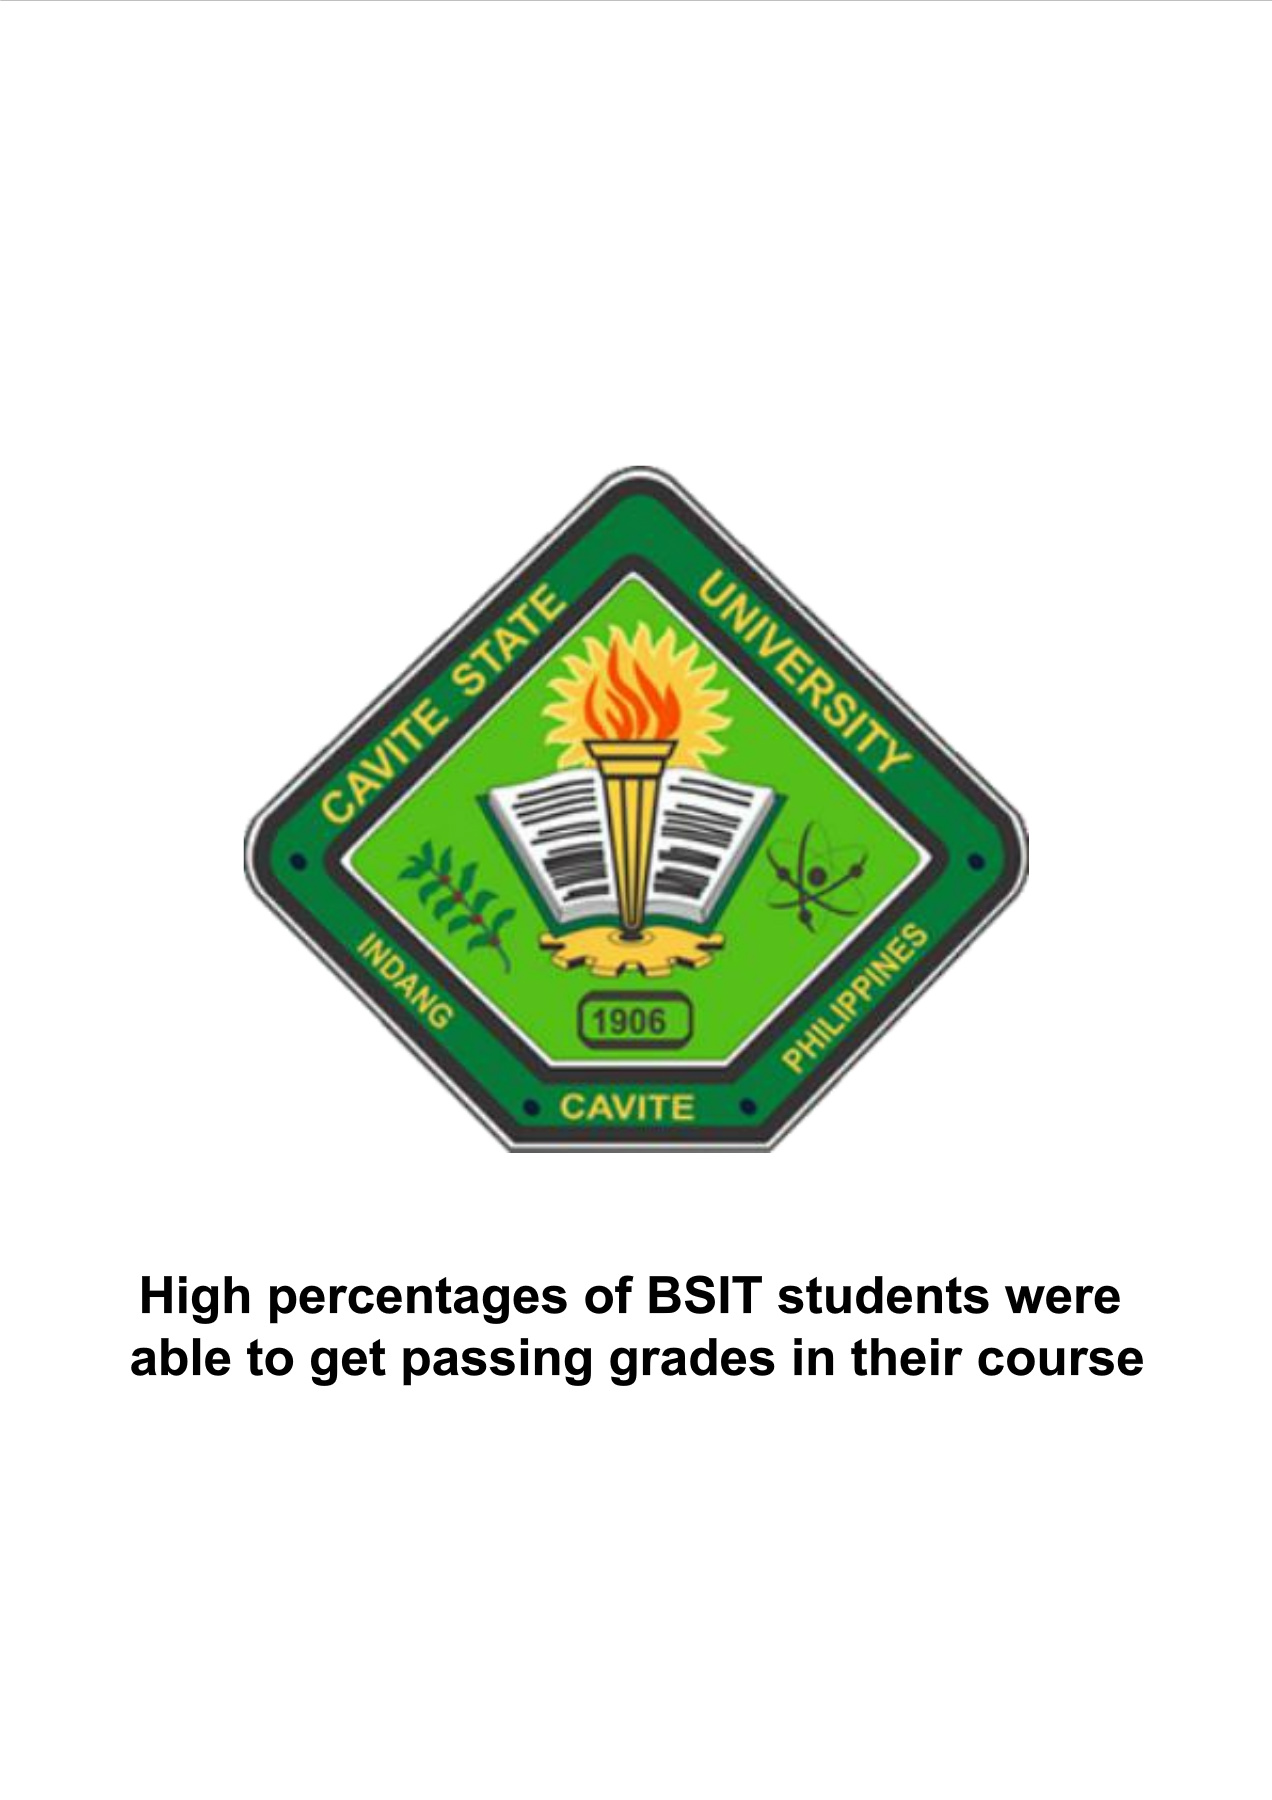 CAVITE STATE UNIVERSITY
INDANG
1906
PHILIPPINES
CAVITE
High percentages of BSIT students were
able to get passing grades in their course